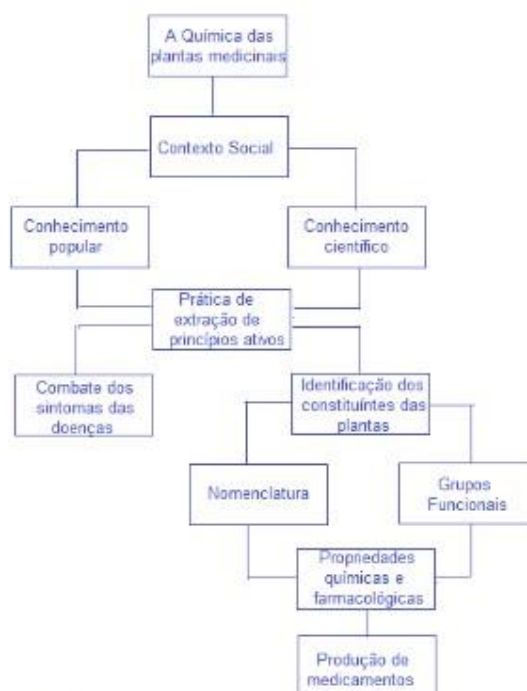 A Química das
plantas medicinais
Contexto Social
Conhecimento
popular
Conhecimento
científico
Prática de
extração de
princípios ativos
Combate dos
sintomas das
doenças
Identificação dos
constituíntes das
plantas
Nomenclatura
Grupos
Funcionais
Propriedades
químicas e
farmacológicas
Produção de
medicamentos